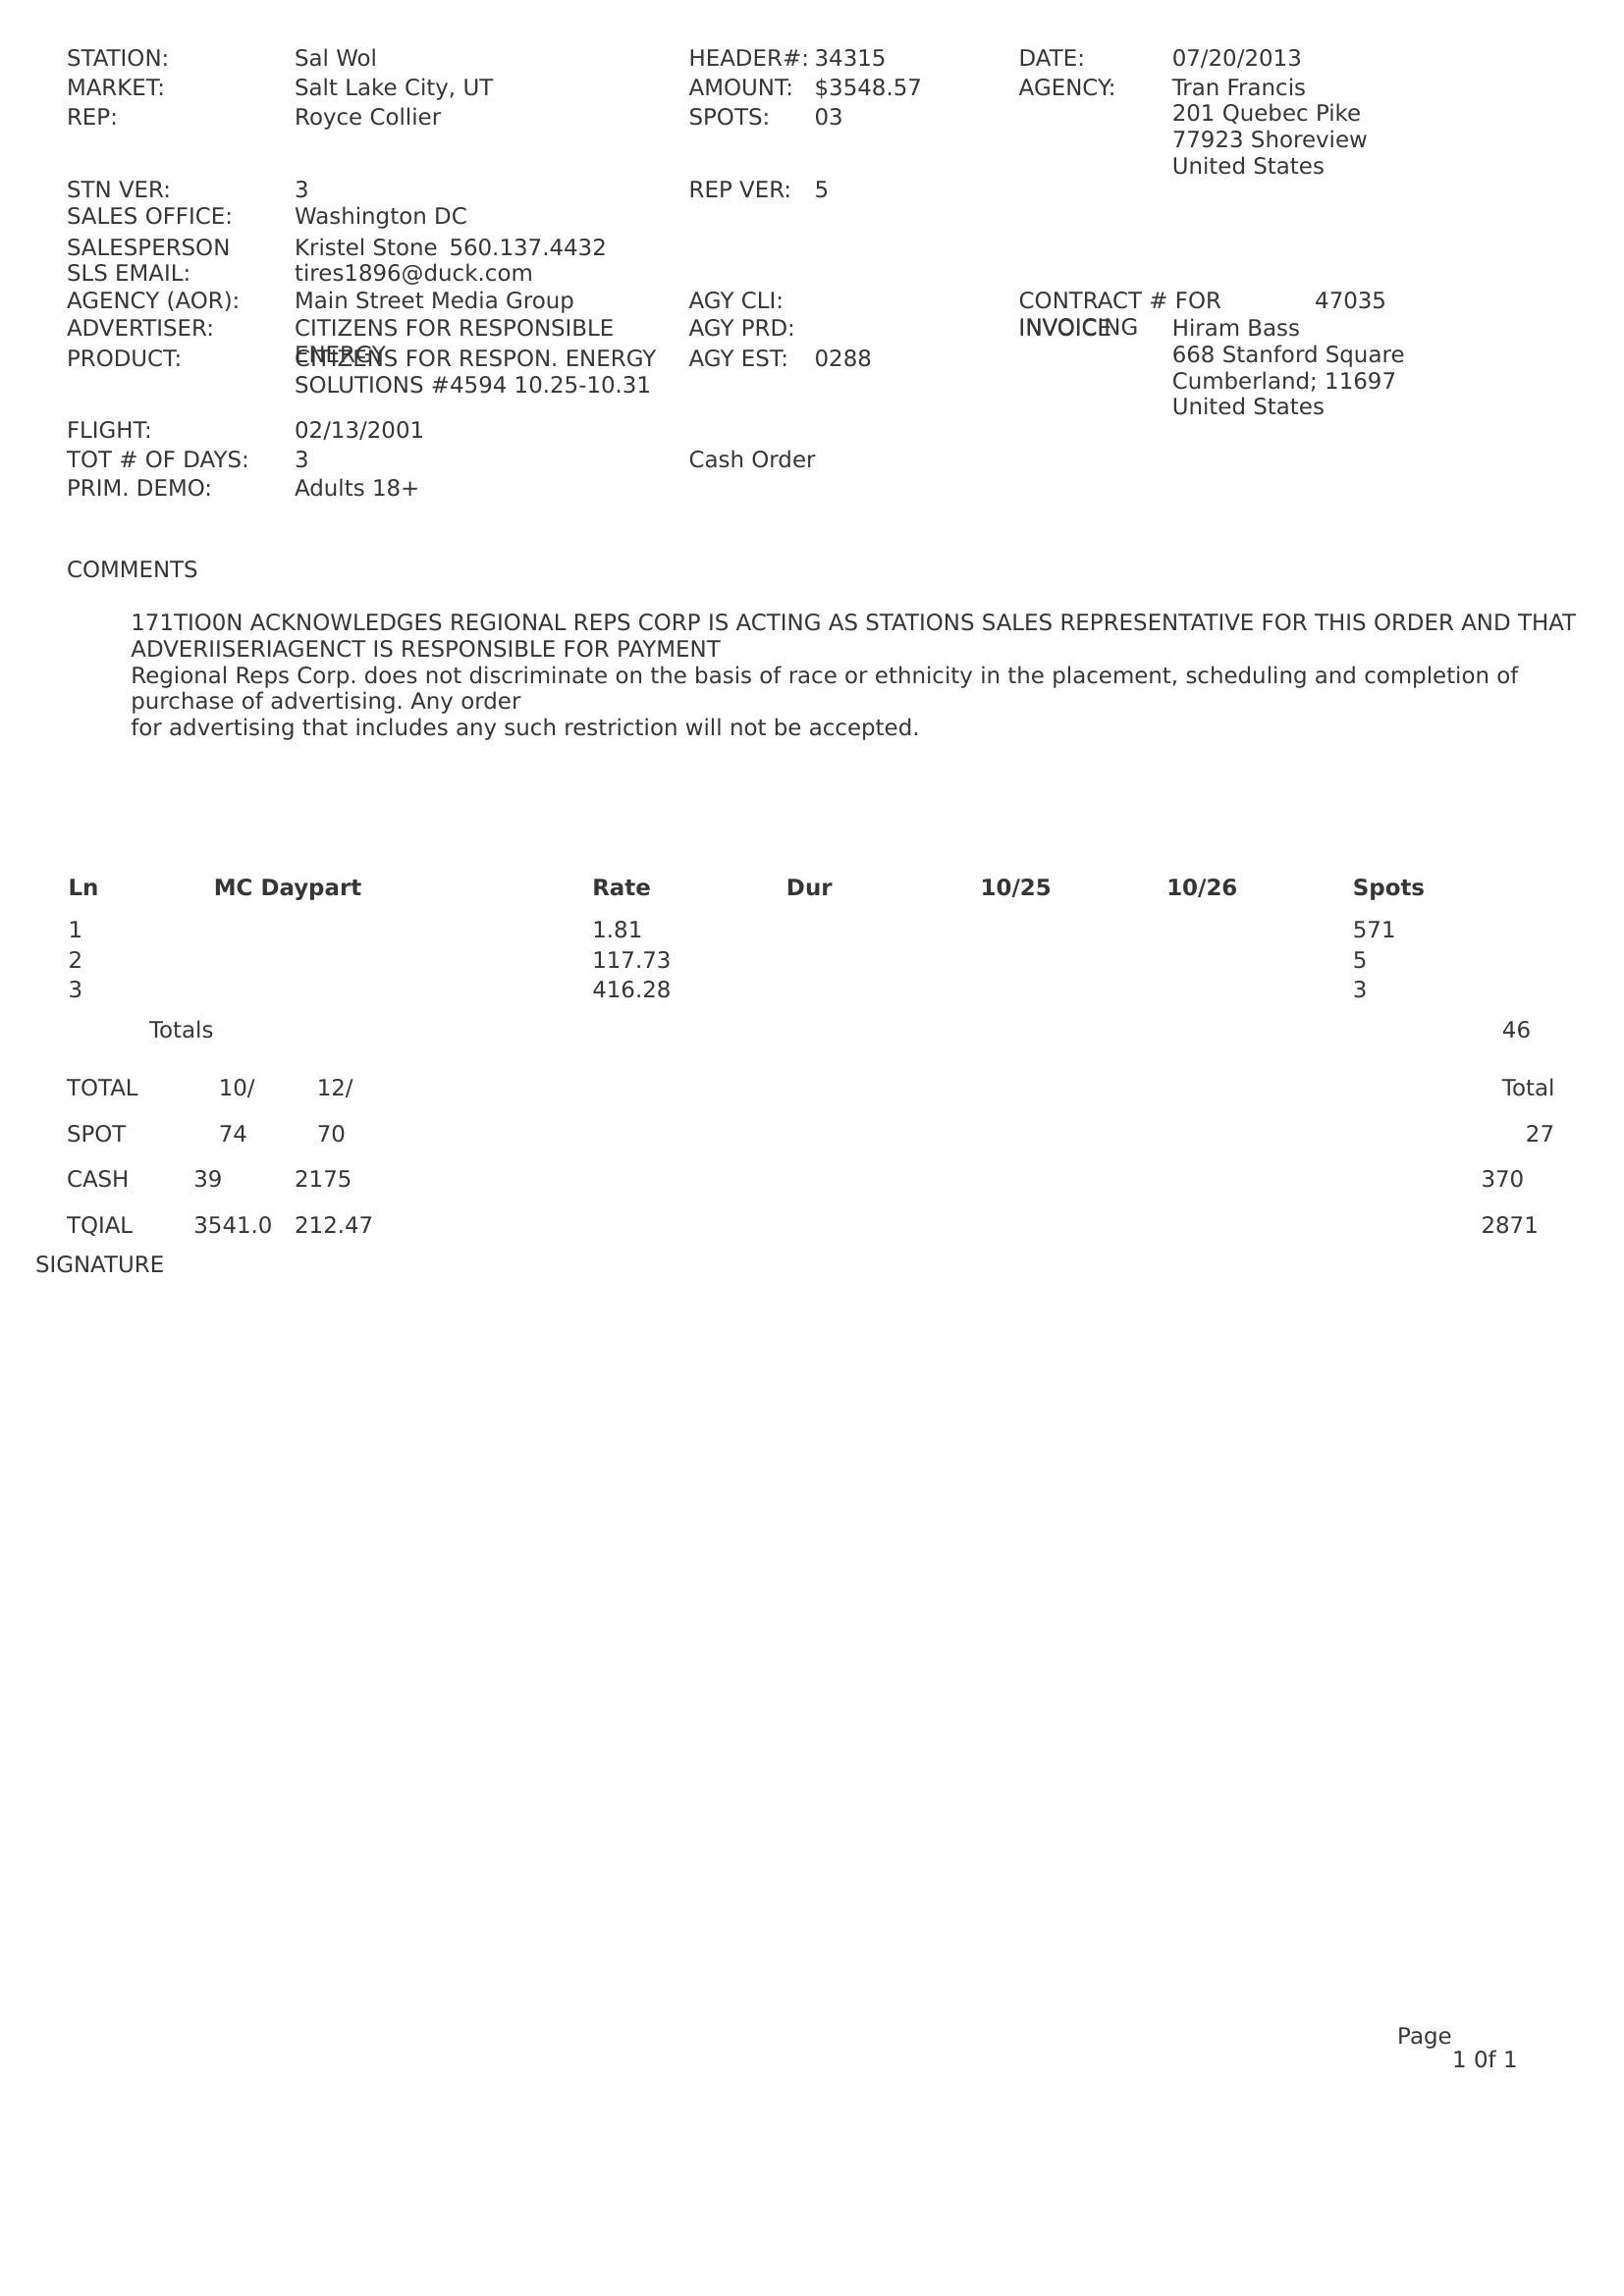 STATION: Sal Wol HEADER#: 34315 DATE: 07/20/2013
MARKET: Salt Lake City, UT AMOUNT: $3548.57 AGENCY: Tran Francis
REP: Royce Collier SPOTS: 03 201 Quebec Pike
77923 Shoreview
United States
STN VER: 3 REP VER: 5
SALES OFFICE: Washington DC
SALESPERSON Kristel Stone 560.137.4432
SLS EMAIL: tires1896@duck.com
AGENCY (AOR): Main Street Media Group AGY CLI: CONTRACT # FOR 47035
INVOICING
ADVERTISER: CITIZENS FOR RESPONSIBLE AGY PRD: INVOICE Hiram Bass
ENERGY
PRODUCT: CITIZENS FOR RESPON. ENERGY AGY EST: 0288 668 Stanford Square
SOLUTIONS #4594 10.25-10.31 Cumberland; 11697
United States
FLIGHT: 02/13/2001
TOT # OF DAYS: 3 Cash Order
PRIM. DEMO: Adults 18+
COMMENTS
171TIO0N ACKNOWLEDGES REGIONAL REPS CORP IS ACTING AS STATIONS SALES REPRESENTATIVE FOR THIS ORDER AND THAT
ADVERIISERIAGENCT IS RESPONSIBLE FOR PAYMENT
Regional Reps Corp. does not discriminate on the basis of race or ethnicity in the placement, scheduling and completion of
purchase of advertising. Any order
for advertising that includes any such restriction will not be accepted.
Ln MC Daypart Rate Dur 10/25 10/26 Spots
1 1.81 571
2 117.73 5
3 416.28 3
Totals 46
TOTAL 10/ 12/ Total
SPOT 74 70 27
CASH 39 2175 370
TQIAL 3541.0 212.47 2871
SIGNATURE
Page
1 0f 1